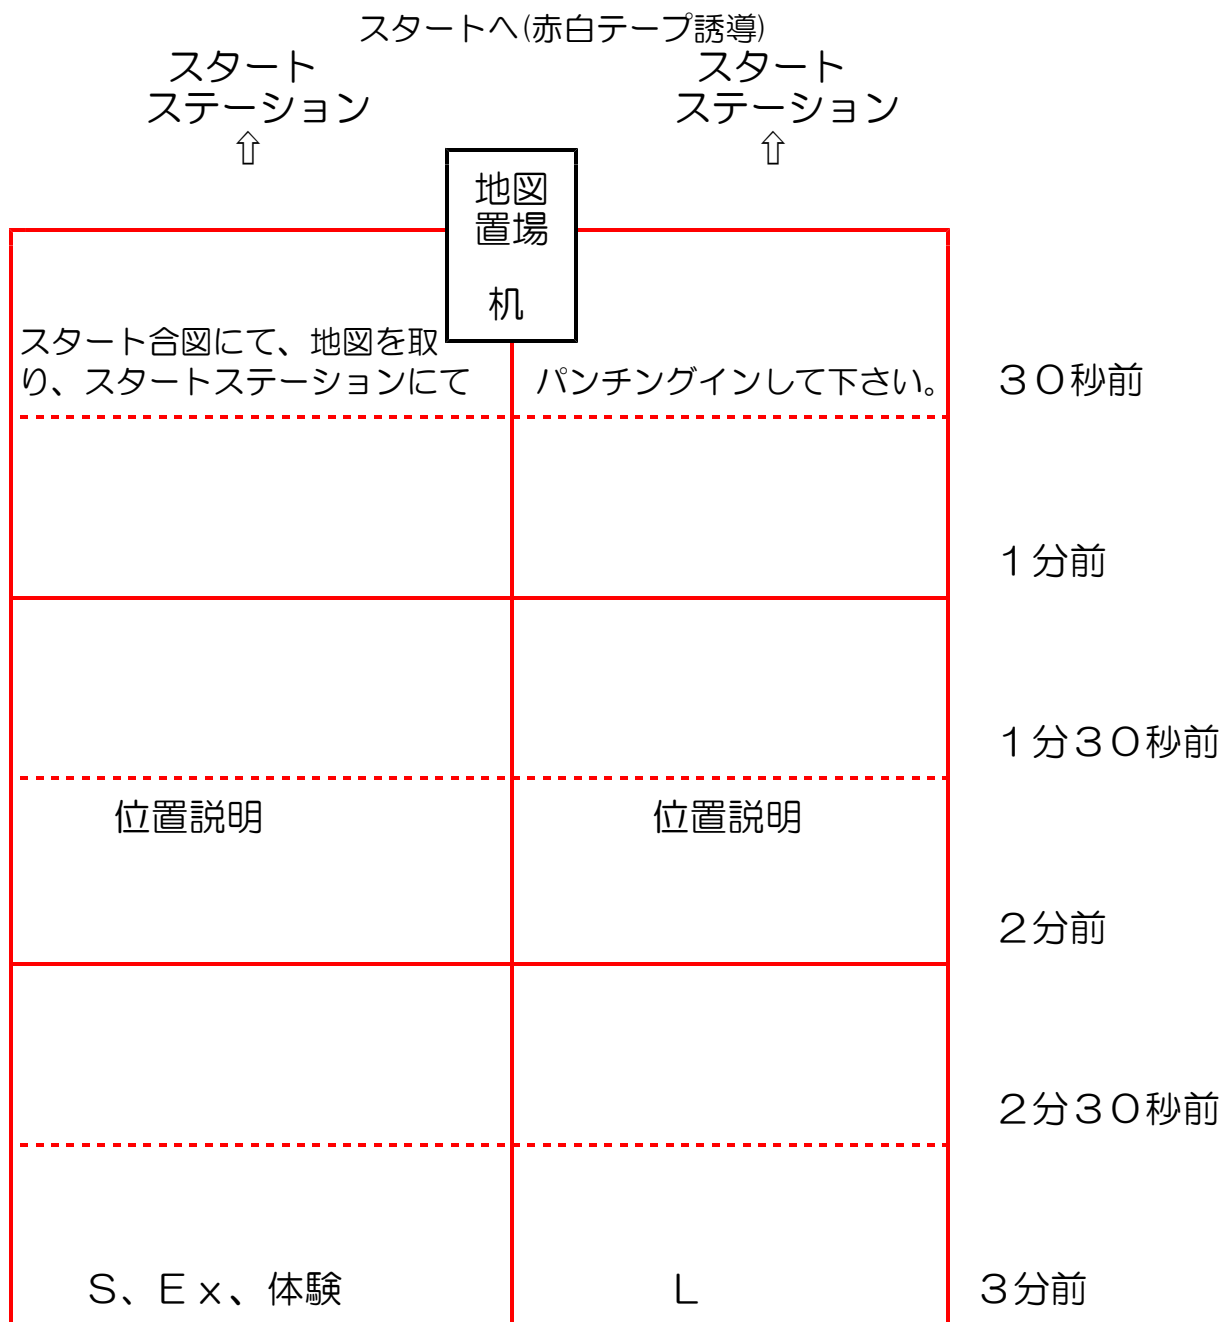 スタートへ(赤白テープ誘導)
スタート
ステーション
⇧
スタート
ステーション
⇧
地図
置場
机
スタート合図にて、地図を取
り、スタートステーションにて
パンチングインして下さい。
３０秒前
１分前
１分３０秒前
位置説明
位置説明
２分前
２分３０秒前
Ｓ、Ｅｘ、体験
Ｌ
３分前